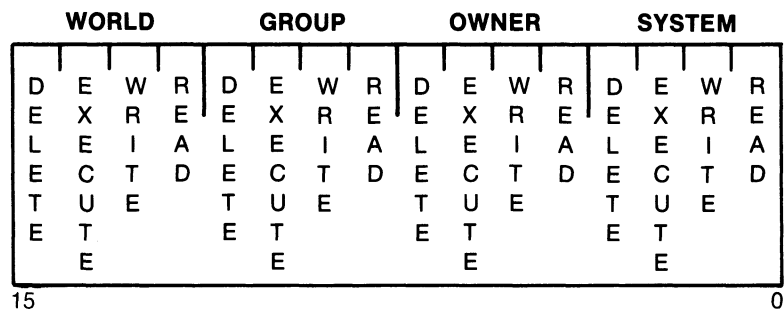 WORLD GROUP OWNER SYSTEM
DELETE EXECUTE WRITE READ DELETE EXECUTE WRITE READ DELETE EXECUTE WRITE READ DELETE EXECUTE WRITE READ
15 0